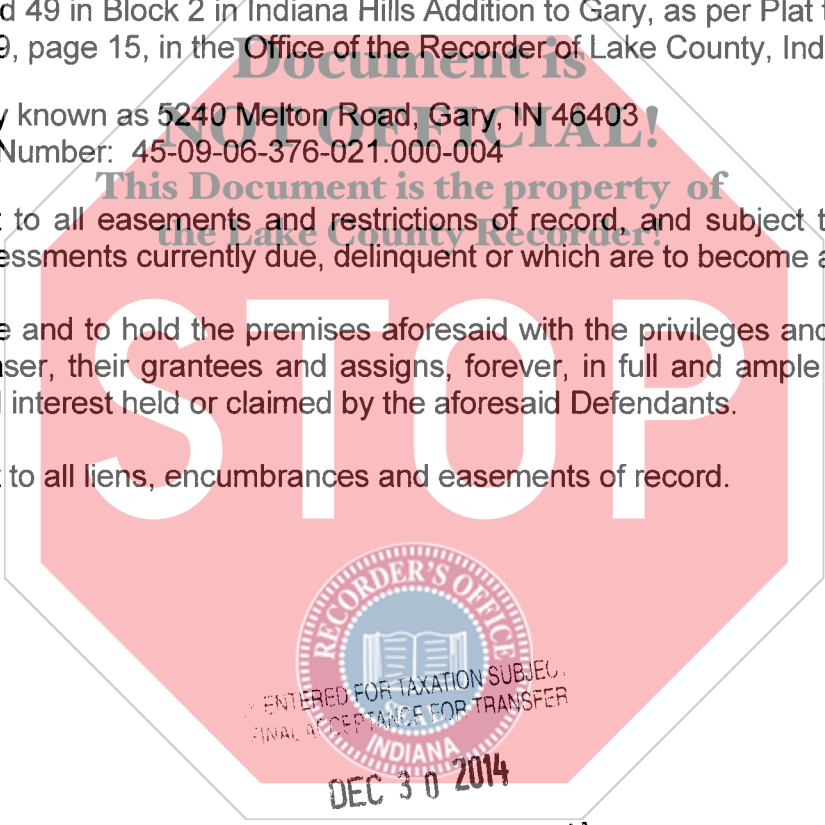 d 49 in Block 2 in Indiana Hills Addition to Gary, as per Plat
9, page 15, in the Office of the Recorder of Lake County, Ind
Document is
y known as 5240 Melton Road, Gary, IN 46403
NOT OFFICIAL!
Number: 45-09-06-376-021.000-004
This Document is the property of
t to all easements and restrictions of record, and subject t
the Lake County Recorder!
essments currently due, delinquent or which are to become a
e and to hold the premises aforesaid with the privileges and
aser, their grantees and assigns, forever, in full and ample
l interest held or claimed by the aforesaid Defendants.
STOP
t to all liens, encumbrances and easements of record.
RECORDER'S OFFICE
ENTERED FOR TAXATION SUBJEC
SEAL
FINAL ACCEPTANCE FOR TRANSFER
INDIANA
DEC 30 2014